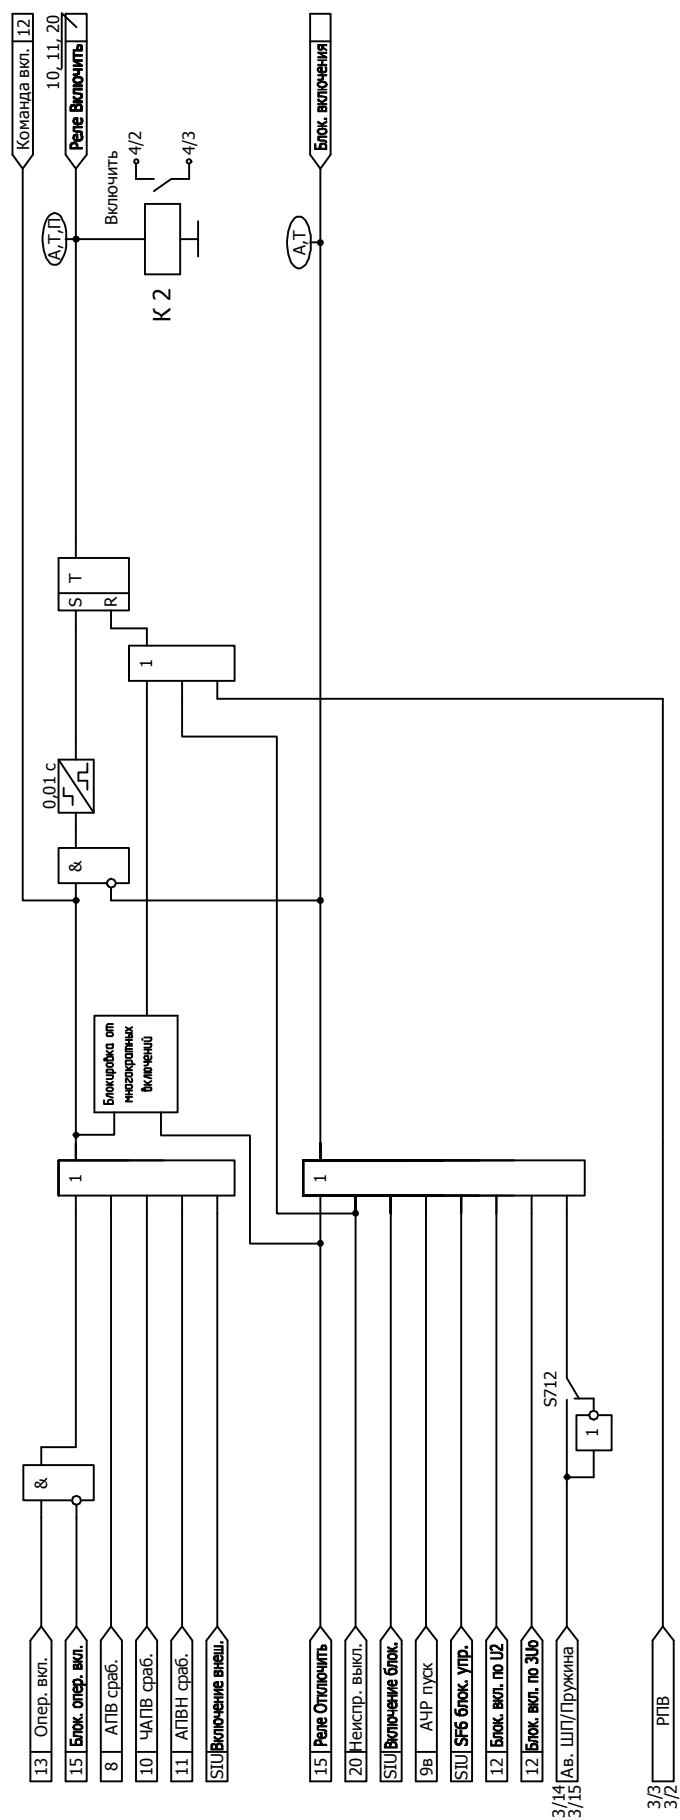 13 Опер. вкл.
15 Блок. опер. вкл.
8 АПВ сраб.
10 ЧАПВ сраб.
11 АПВН сраб.
SIU Включение внеш.
&
1
Блокировка от
многократных
включений
&
0,01 с
S T
R
1
А,Т,П
К 2
Включить
4/2
4/3
Команда вкл. 12
10, 11, 20
Реле Включить
15 Реле Отключить
20 Неиспр. выкл.
SIU Включение блок.
9в АЧР пуск
SIU SF6 блок. упр.
12 Блок. вкл. по U2
12 Блок. вкл. по 3Uo
3/14
3/15
Ав. ШП/Пружина
1
S712
1
А,Т
Блок. включения
3/3
3/2
РПВ